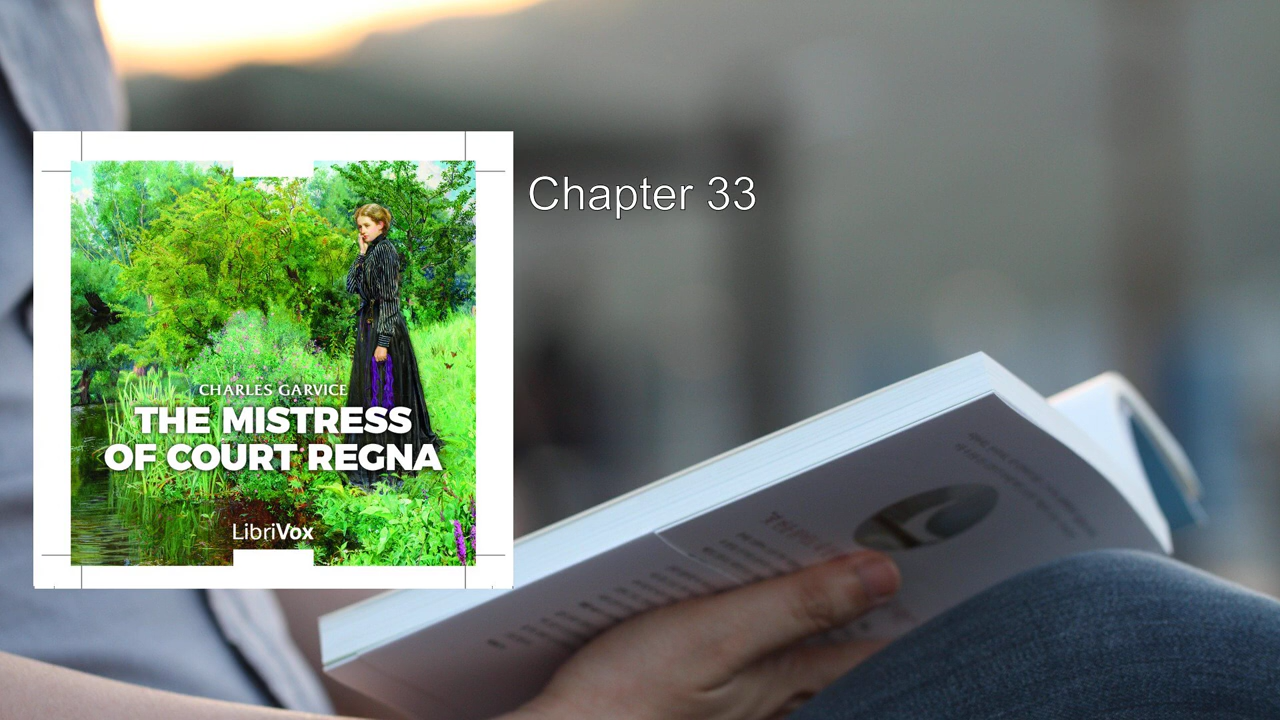 Chapter 33
CHARLES GARVICE
THE MISTRESS
OF COURT REGNA
LibriVox